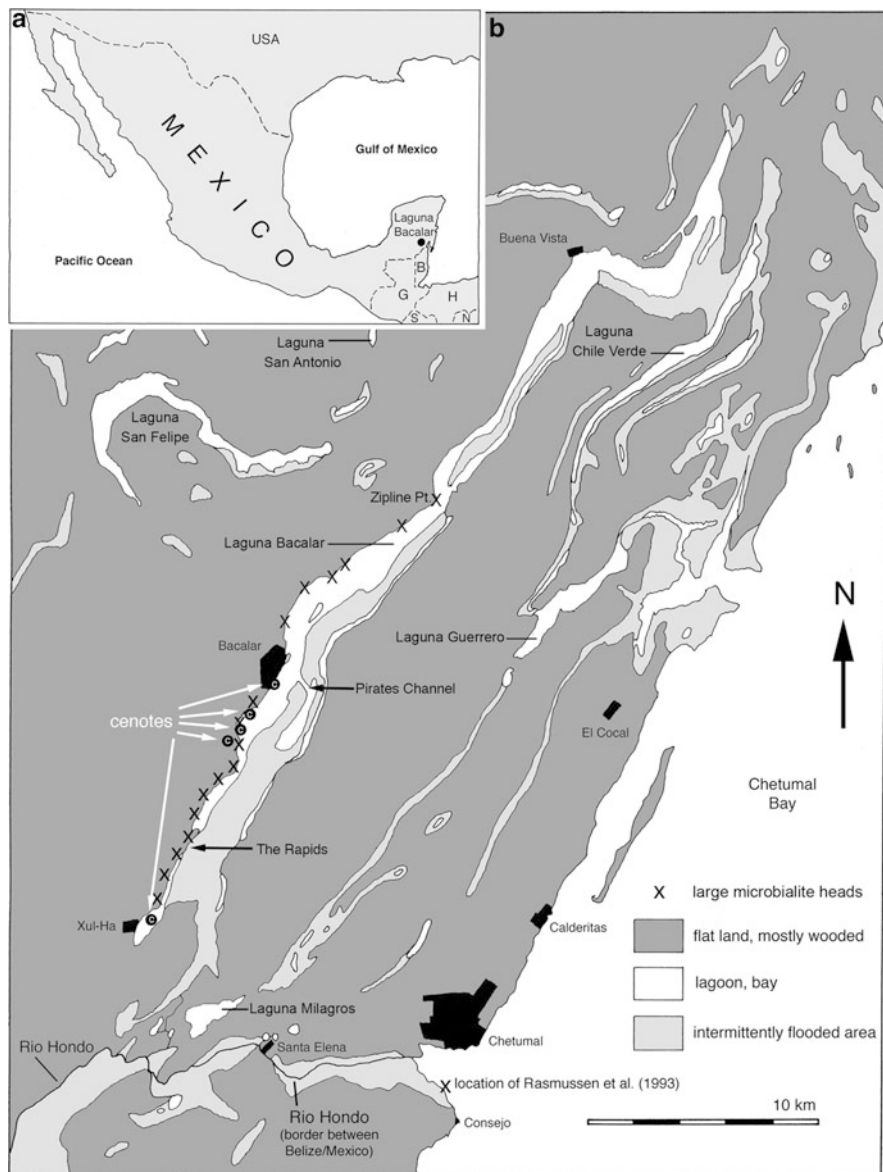 a
USA
MEXICO
Gulf of Mexico
Pacific Ocean
Laguna
Bacalar
B
G
H
S
N
b
Buena Vista
Laguna
Chile Verde
Laguna
San Antonio
Laguna
San Felipe
Zipline Pt.
X
X
Laguna Bacalar
X
X
X
X
Bacalar
Laguna Guerrero
N
c
Pirates Channel
X
cenotes
c
X
c
c
X
El Cocal
X
X
X
X
X
The Rapids
X
X
X
Chetumal
Bay
c
Xul-Ha
Calderitas
X large microbialite heads
flat land, mostly wooded
lagoon, bay
intermittently flooded area
Laguna Milagros
Rio Hondo
Santa Elena
Chetumal
X location of Rasmussen et al. (1993)
Rio Hondo
(border between
Belize/Mexico)
Consejo
10 km